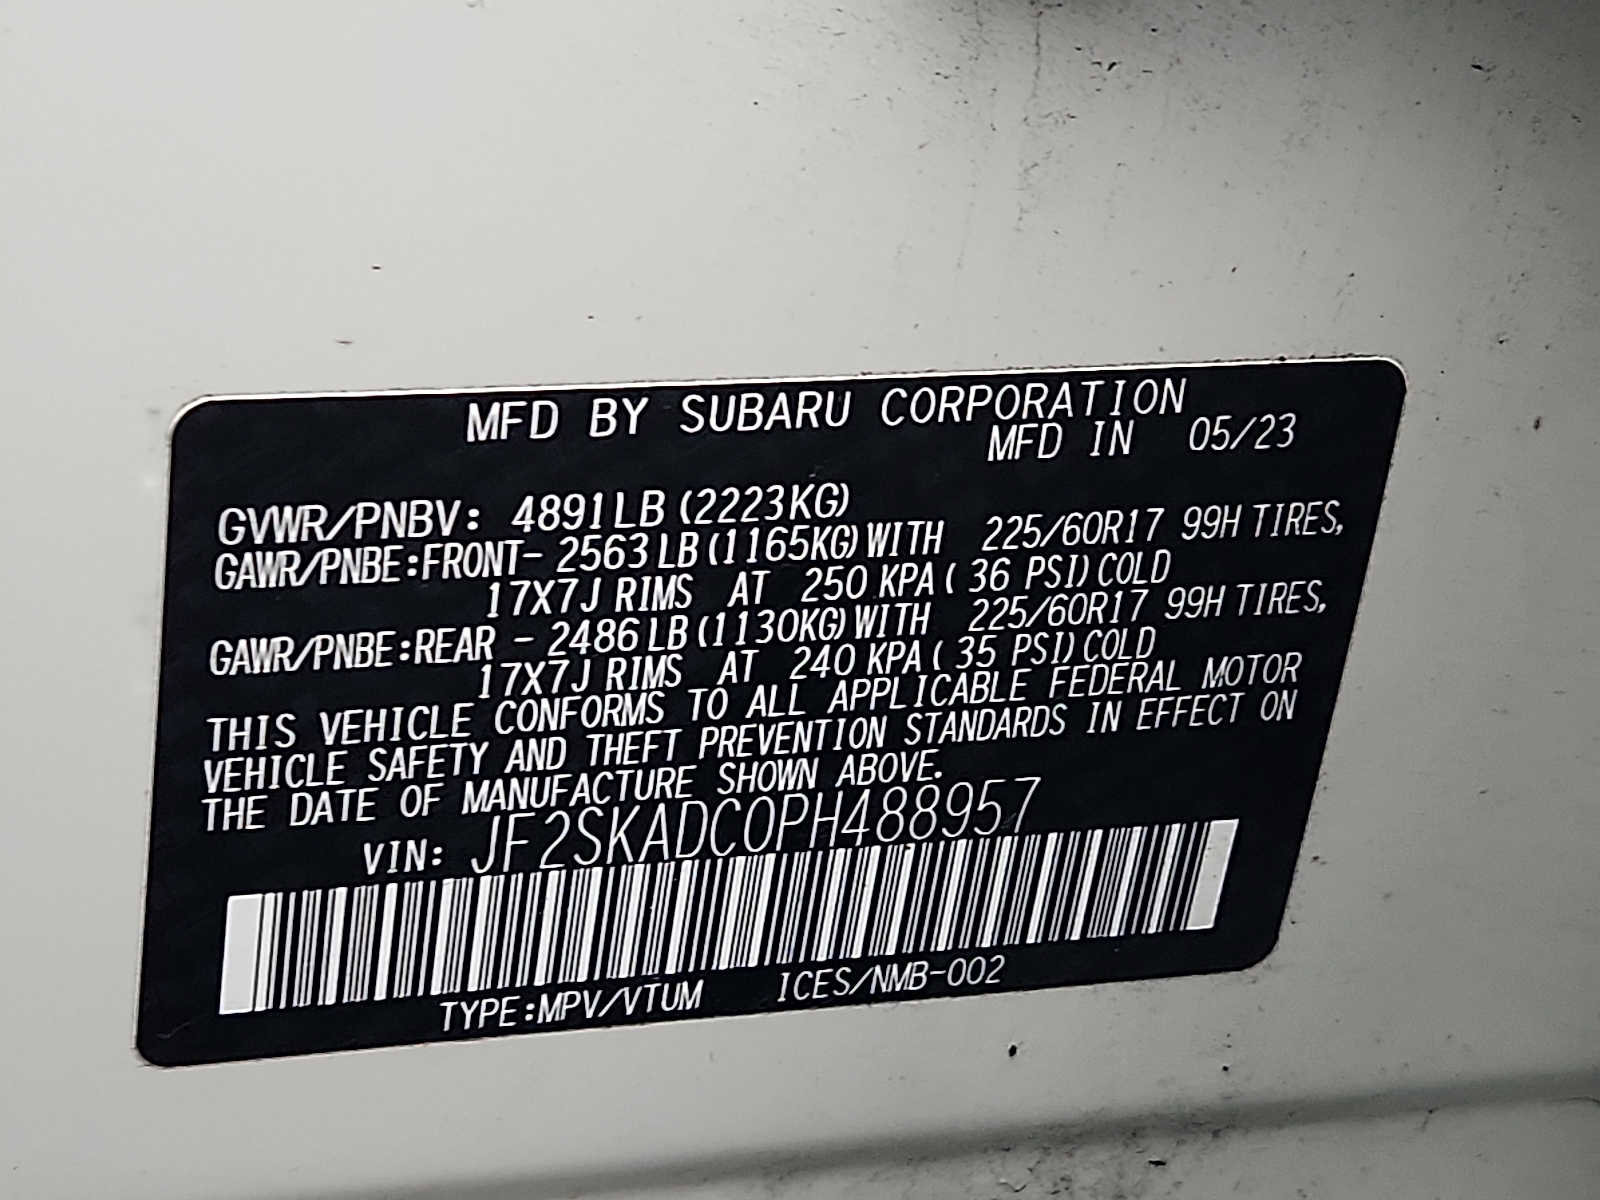 MFD BY SUBARU CORPORATION
MFD IN 05/23
GVWR/PNBV: 4891LB (2223KG)
GAWR/PNBE:FRONT- 2563 LB (1165KG) WITH 225/60R17 99H TIRES,
17X7J RIMS AT 250 KPA ( 36 PSI) COLD
GAWR/PNBE:REAR - 2486 LB (1130KG) WITH 225/60R17 99H TIRES,
17X7J RIMS AT 240 KPA ( 35 PSI) COLD
THIS VEHICLE CONFORMS TO ALL APPLICABLE FEDERAL MOTOR
VEHICLE SAFETY AND THEFT PREVENTION STANDARDS IN EFFECT ON
THE DATE OF MANUFACTURE SHOWN ABOVE.
VIN: JF2SKADC0PH488957
TYPE:MPV/VTUM ICES/NMB-002